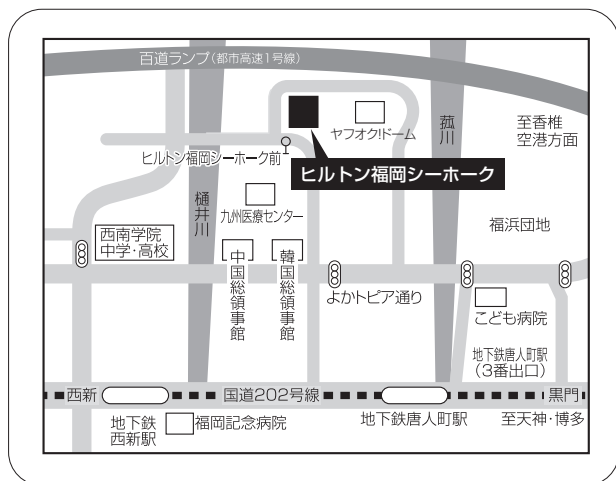 百道ランプ(都市高速1号線)
ヤフオク!ドーム
菰川
至香椎
空港方面
ヒルトン福岡シーホーク前
ヒルトン福岡シーホーク
樋井川
九州医療センター
福浜団地
西南学院
中学・高校
中国総領事館
韓国総領事館
よかトピア通り
こども病院
地下鉄唐人町駅
(3番出口)
西新
国道202号線
黒門
地下鉄
西新駅
福岡記念病院
地下鉄唐人町駅
至天神・博多